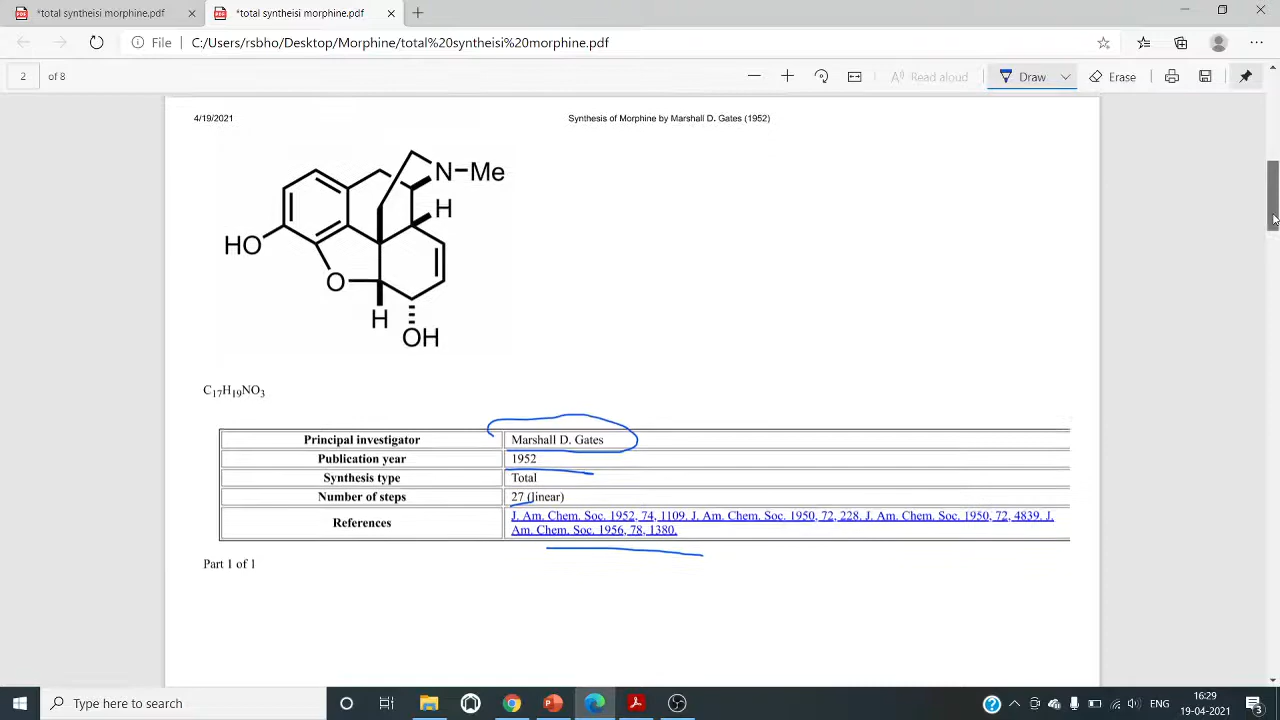 *total syntheisi morphine.pdf
*total syntheisi morphine.pdf
File
C:/Users/rsbho/Desktop/Morphine/total%20syntheisi%20morphine.pdf
2 of 8
Read aloud
Draw
Erase
4/19/2021
Synthesis of Morphine by Marshall D. Gates (1952)
N-Me
H
HO
O
H
OH
C17H19NO3
Principal investigator Marshall D. Gates
Publication year 1952
Synthesis type Total
Number of steps 27 (linear)
References J. Am. Chem. Soc. 1952, 74, 1109. J. Am. Chem. Soc. 1950, 72, 228. J. Am. Chem. Soc. 1950, 72, 4839. J.
Am. Chem. Soc. 1956, 78, 1380.
Part 1 of 1
Type here to search
ENG
16:29
19-04-2021
3